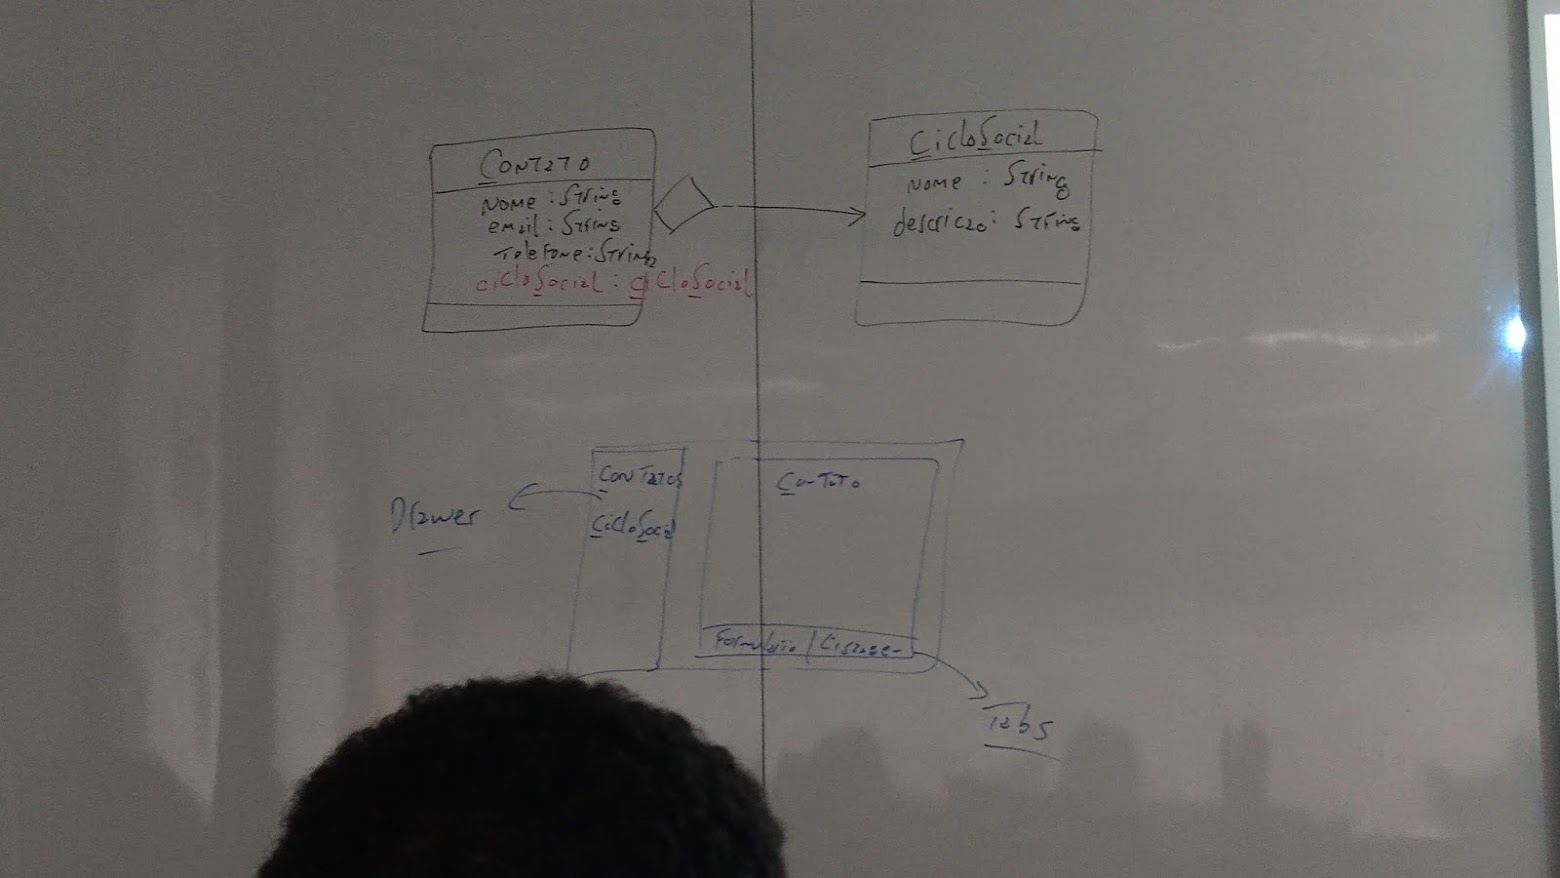 Contato
nome : String
email : String
Telefone : String
cicloSocial : CicloSocial
CicloSocial
nome : String
descricao : String
Contatos
CicloSocial
Drawer
Contato
Formulário | Listagem
Tabs